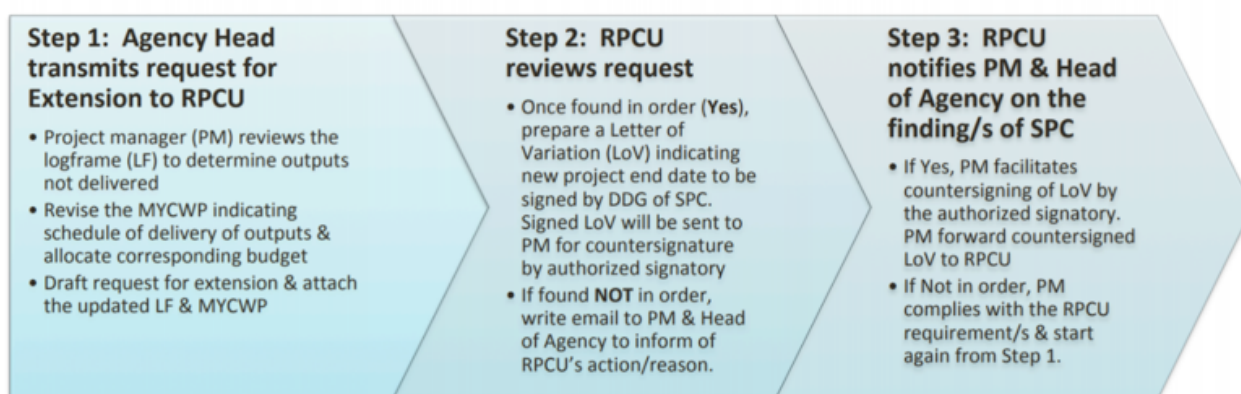 Step 1:  Agency Head
transmits request for
Extension to RPCU
• Project manager (PM) reviews the
logframe (LF) to determine outputs
not delivered
• Revise the MYCWP indicating
schedule of delivery of outputs &
allocate corresponding budget
• Draft request for extension & attach
the updated LF & MYCWP
Step 2:  RPCU
reviews request
• Once found in order (Yes),
prepare a Letter of
Variation (LoV) indicating
new project end date to be
signed by DDG of SPC.
Signed LoV will be sent to
PM for countersignature
by authorized signatory
• If found NOT in order,
write email to PM & Head
of Agency to inform of
RPCU's action/reason.
Step 3:  RPCU
notifies PM & Head
of Agency on the
finding/s of SPC
• If Yes, PM facilitates
countersigning of LoV by
the authorized signatory.
PM forward countersigned
LoV to RPCU
• If Not in order, PM
complies with the RPCU
requirement/s & start
again from Step 1.